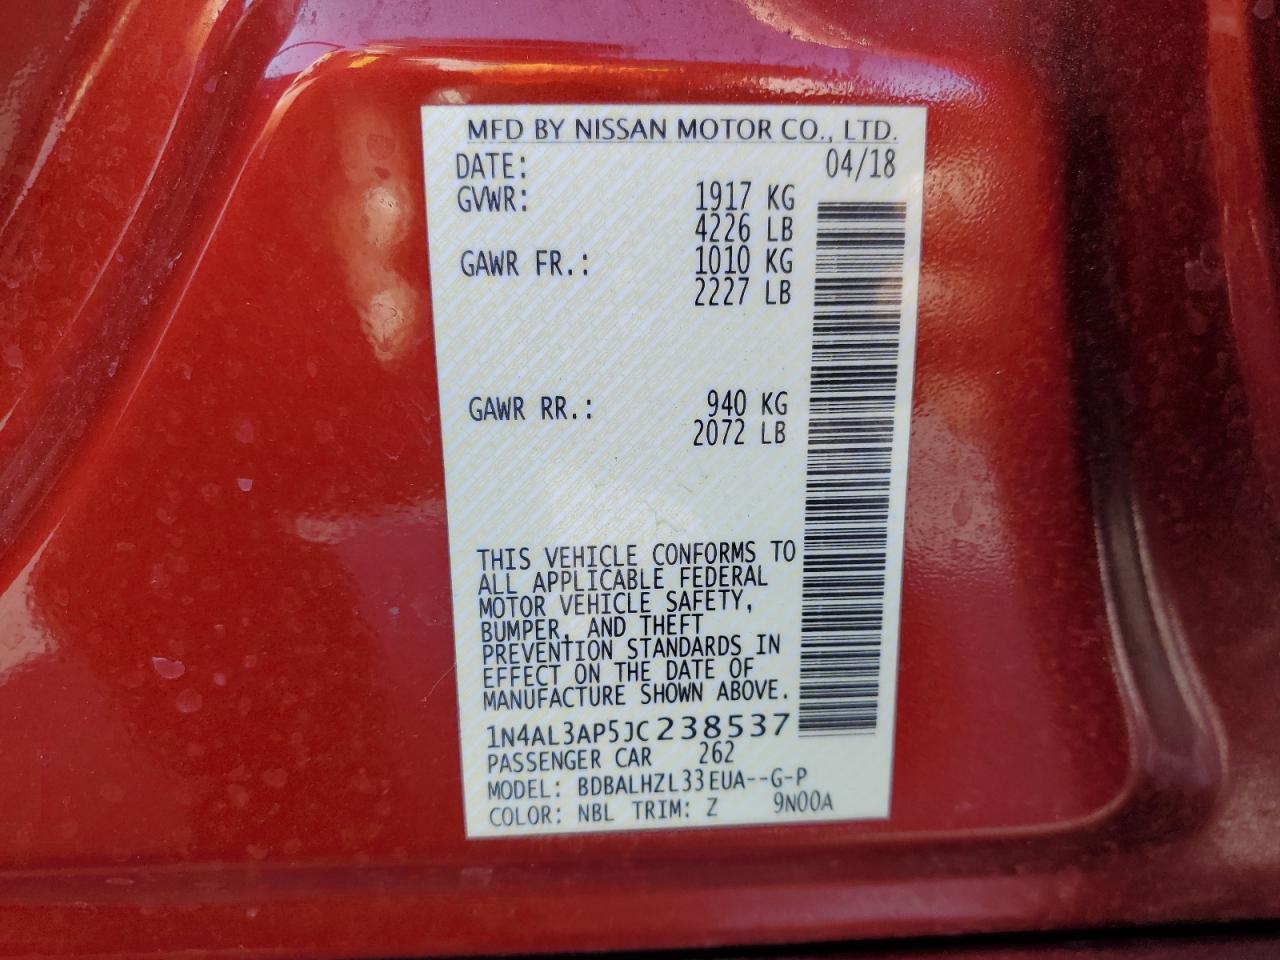 MFD BY NISSAN MOTOR CO., LTD.
DATE: 04/18
GVWR: 1917 KG
4226 LB
GAWR FR.: 1010 KG
2227 LB
GAWR RR.: 940 KG
2072 LB
THIS VEHICLE CONFORMS TO
ALL APPLICABLE FEDERAL
MOTOR VEHICLE SAFETY,
BUMPER, AND THEFT
PREVENTION STANDARDS IN
EFFECT ON THE DATE OF
MANUFACTURE SHOWN ABOVE.
1N4AL3AP5JC238537
PASSENGER CAR 262
MODEL: BDBALHZL33EUA--G-P
COLOR: NBL TRIM: Z 9N00A